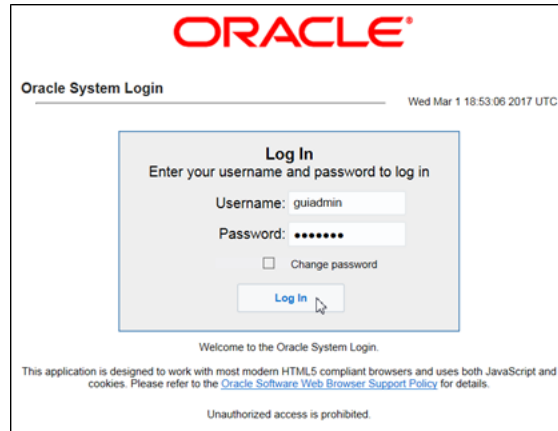 ORACLE®
Oracle System Login
Wed Mar 1 18:53:06 2017 UTC
Log In
Enter your username and password to log in
Username: guiadmin
Password: •••••••
Change password
Log In
Welcome to the Oracle System Login.
This application is designed to work with most modern HTML5 compliant browsers and uses both JavaScript and
cookies. Please refer to the Oracle Software Web Browser Support Policy for details.
Unauthorized access is prohibited.